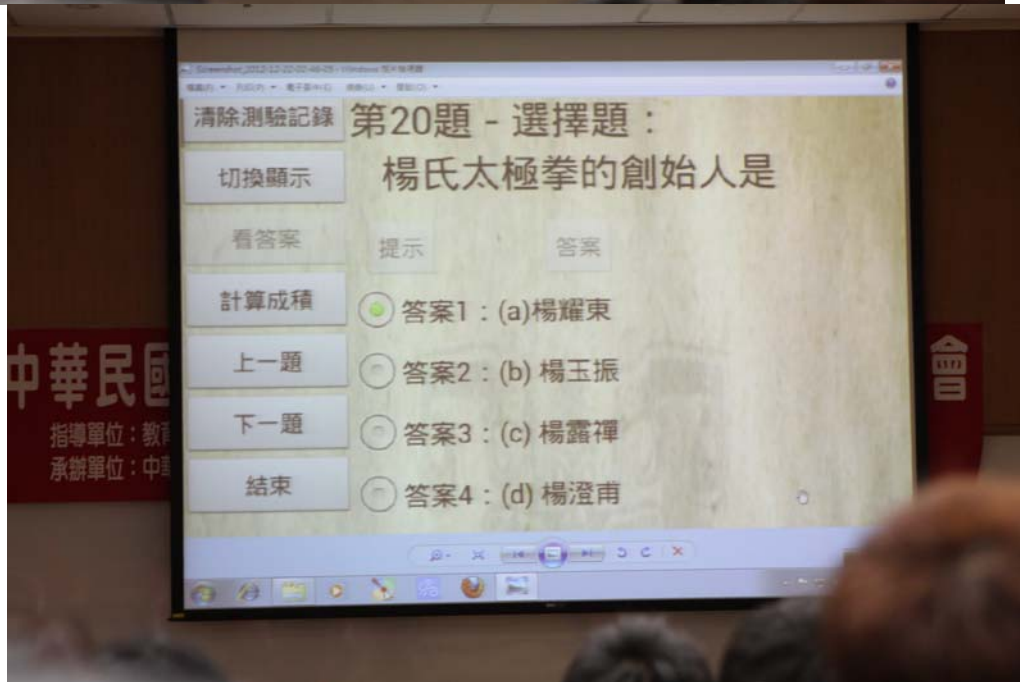 清除測驗記錄
第20題 - 選擇題：
切換顯示
楊氏太極拳的創始人是
看答案
提示
答案
計算成積
答案1：(a)楊耀東
上一題
答案2：(b) 楊玉振
下一題
答案3：(c) 楊露禪
結束
答案4：(d) 楊澄甫
中華民國
會
指導單位：教育
承辦單位：中華